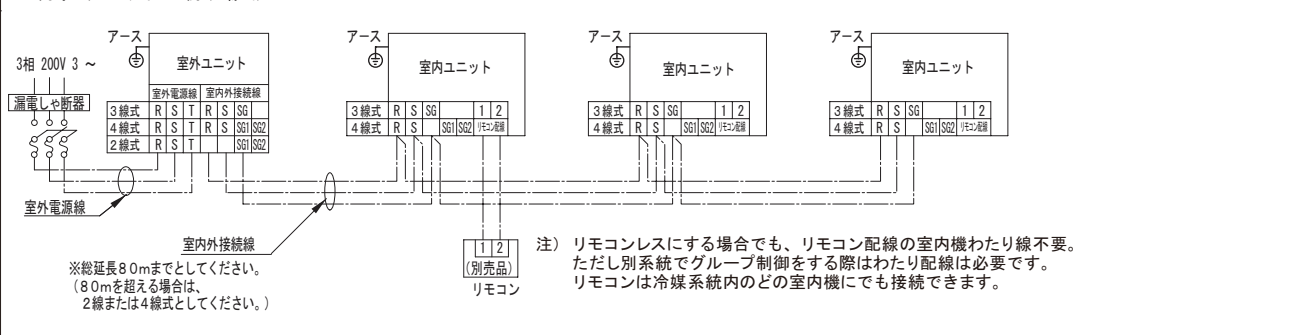 アース アース アース アース
3相 200V 3 ～
室外ユニット 室内ユニット 室内ユニット 室内ユニット
漏電しゃ断器
室外電源線 室内外接続線
3線式 R S T R S SG
4線式 R S T R S SG1 SG2
2線式 R S T SG1 SG2
3線式 R S SG 1 2
4線式 R S SG1 SG2 リモコン配線
3線式 R S SG 1 2
4線式 R S SG1 SG2 リモコン配線
3線式 R S SG 1 2
4線式 R S SG1 SG2 リモコン配線
室外電源線
室内外接続線
※総延長80mまでとしてください。
（80mを超える場合は、
2線または4線式としてください。）
1 2
(別売品)
リモコン
注） リモコンレスにする場合でも、リモコン配線の室内機わたり線不要。
ただし別系統でグループ制御をする際はわたり配線は必要です。
リモコンは冷媒系統内のどの室内機にでも接続できます。